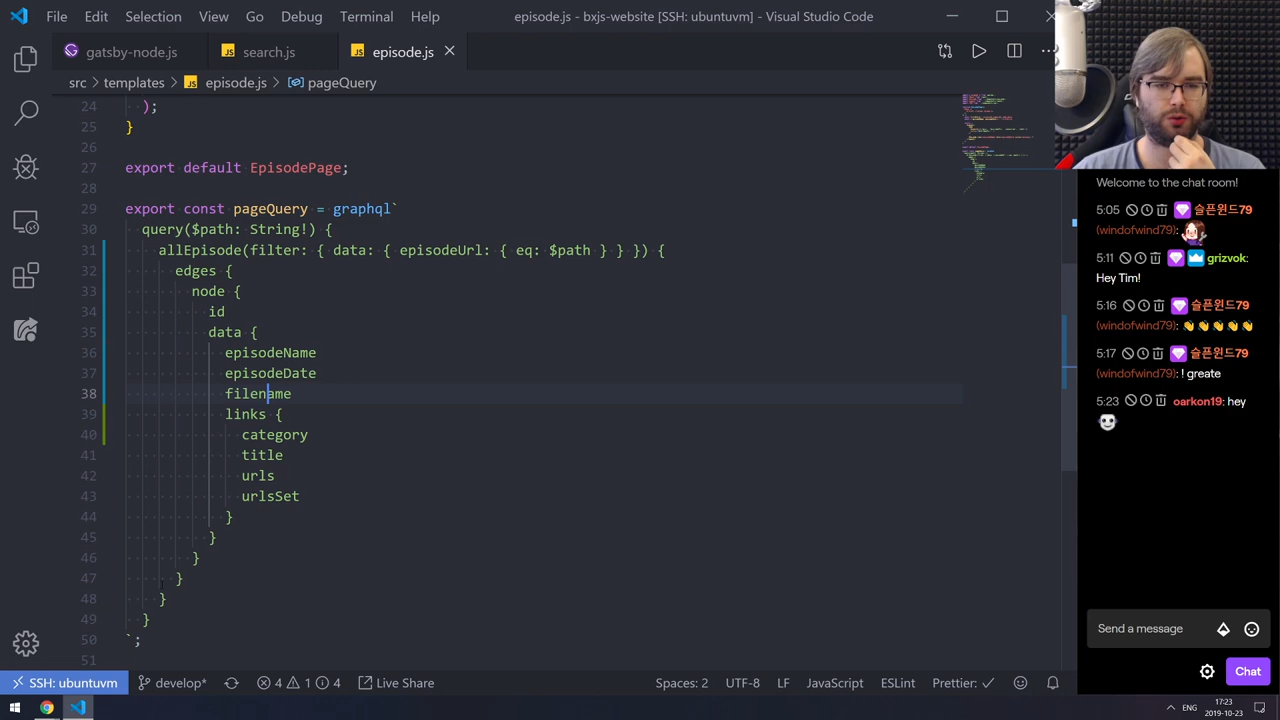 File Edit Selection View Go Debug Terminal Help
episode.js - bxjs-website [SSH: ubuntuvm] - Visual Studio Code
gatsby-node.js
JS search.js
JS episode.js
src > templates > JS episode.js > pageQuery
24 );
25 }
26
27 export default EpisodePage;
28
29 export const pageQuery = graphql`
30 query($path: String!) {
31 allEpisode(filter: { data: { episodeUrl: { eq: $path } } }) {
32 edges {
33 node {
34 id
35 data {
36 episodeName
37 episodeDate
38 filename
39 links {
40 category
41 title
42 urls
43 urlsSet
44 }
45 }
46 }
47 }
48 }
49 }
50 `;
51
SSH: ubuntuvm
develop*
4 1 4
Live Share
Spaces: 2 UTF-8 LF JavaScript ESLint Prettier: ✓
Welcome to the chat room!
5:05 슬픈윈드79
(windofwind79):
5:11 grizvok:
Hey Tim!
5:16 슬픈윈드79
(windofwind79): 👏👏👏👏👏
5:17 슬픈윈드79
(windofwind79): ! greate
5:23 oarkon19: hey
Send a message
Chat
ENG
17:23
2019-10-23